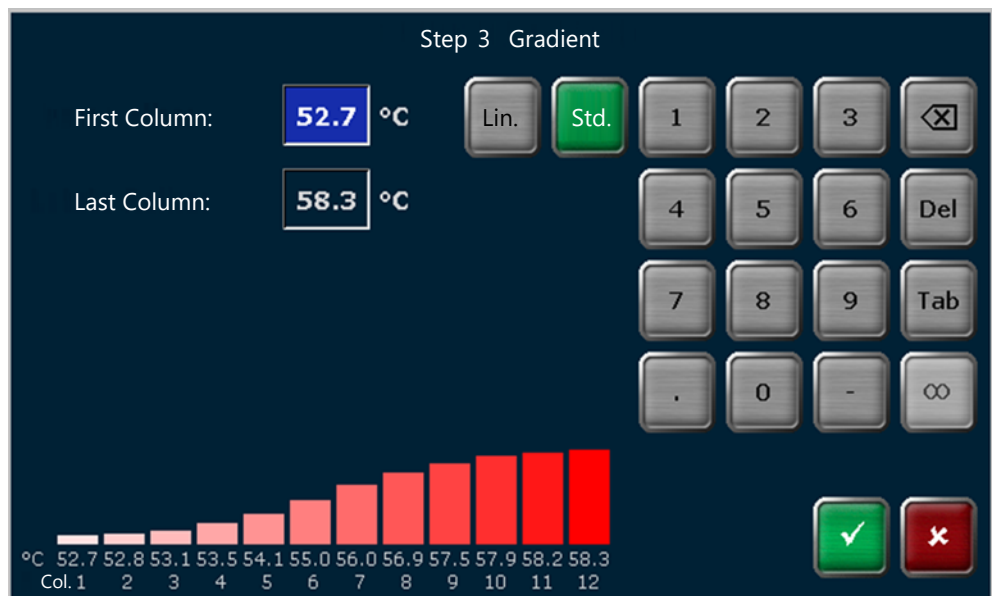 Step 3 Gradient
First Column: 52.7 °C Lin. Std. 1 2 3
Last Column: 58.3 °C 4 5 6 Del
7 8 9 Tab
. 0 - ∞
°C 52.7 52.8 53.1 53.5 54.1 55.0 56.0 56.9 57.5 57.9 58.2 58.3
Col. 1 2 3 4 5 6 7 8 9 10 11 12